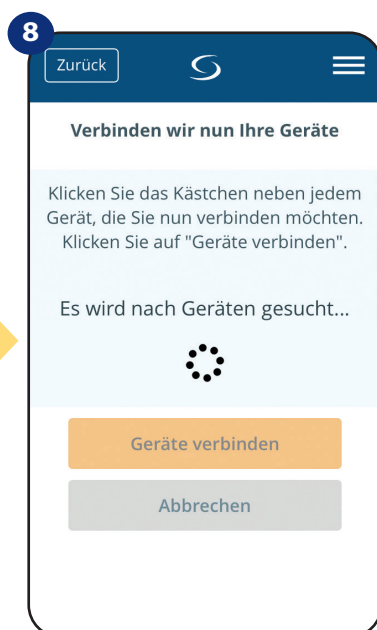 8
Zurück
Verbinden wir nun Ihre Geräte
Klicken Sie das Kästchen neben jedem
Gerät, die Sie nun verbinden möchten.
Klicken Sie auf "Geräte verbinden".
Es wird nach Geräten gesucht...
Geräte verbinden
Abbrechen